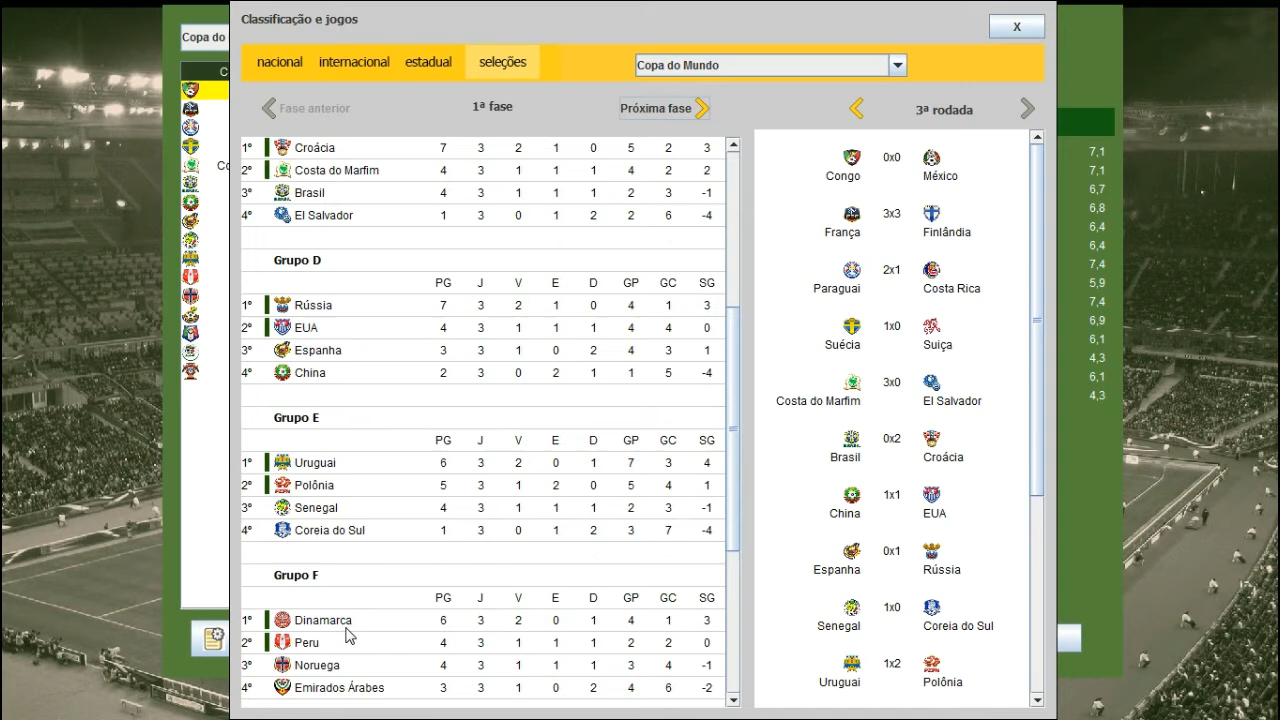 Classificação e jogos
X
Copa do
nacional internacional estadual seleções Copa do Mundo
Fase anterior 1ª fase Próxima fase
3ª rodada
C
Co
1º Croácia 7 3 2 1 0 5 2 3
2º Costa do Marfim 4 3 1 1 1 4 2 2
3º Brasil 4 3 1 1 1 2 3 -1
4º El Salvador 1 3 0 1 2 2 6 -4
Grupo D
PG J V E D GP GC SG
1º Rússia 7 3 2 1 0 4 1 3
2º EUA 4 3 1 1 1 4 4 0
3º Espanha 3 3 1 0 2 4 3 1
4º China 2 3 0 2 1 1 5 -4
Grupo E
PG J V E D GP GC SG
1º Uruguai 6 3 2 0 1 7 3 4
2º Polônia 5 3 1 2 0 5 4 1
3º Senegal 4 3 1 1 1 2 3 -1
4º Coreia do Sul 1 3 0 1 2 3 7 -4
Grupo F
PG J V E D GP GC SG
1º Dinamarca 6 3 2 0 1 4 1 3
2º Peru 4 3 1 1 1 2 2 0
3º Noruega 4 3 1 1 1 3 4 -1
4º Emirados Árabes 3 3 1 0 2 4 6 -2
Congo 0x0 México
França 3x3 Finlândia
Paraguai 2x1 Costa Rica
Suécia 1x0 Suiça
Costa do Marfim 3x0 El Salvador
Brasil 0x2 Croácia
China 1x1 EUA
Espanha 0x1 Rússia
Senegal 1x0 Coreia do Sul
Uruguai 1x2 Polônia
7,1
7,1
6,7
6,8
6,4
6,4
7,4
5,9
7,4
6,9
6,1
4,3
6,1
4,3